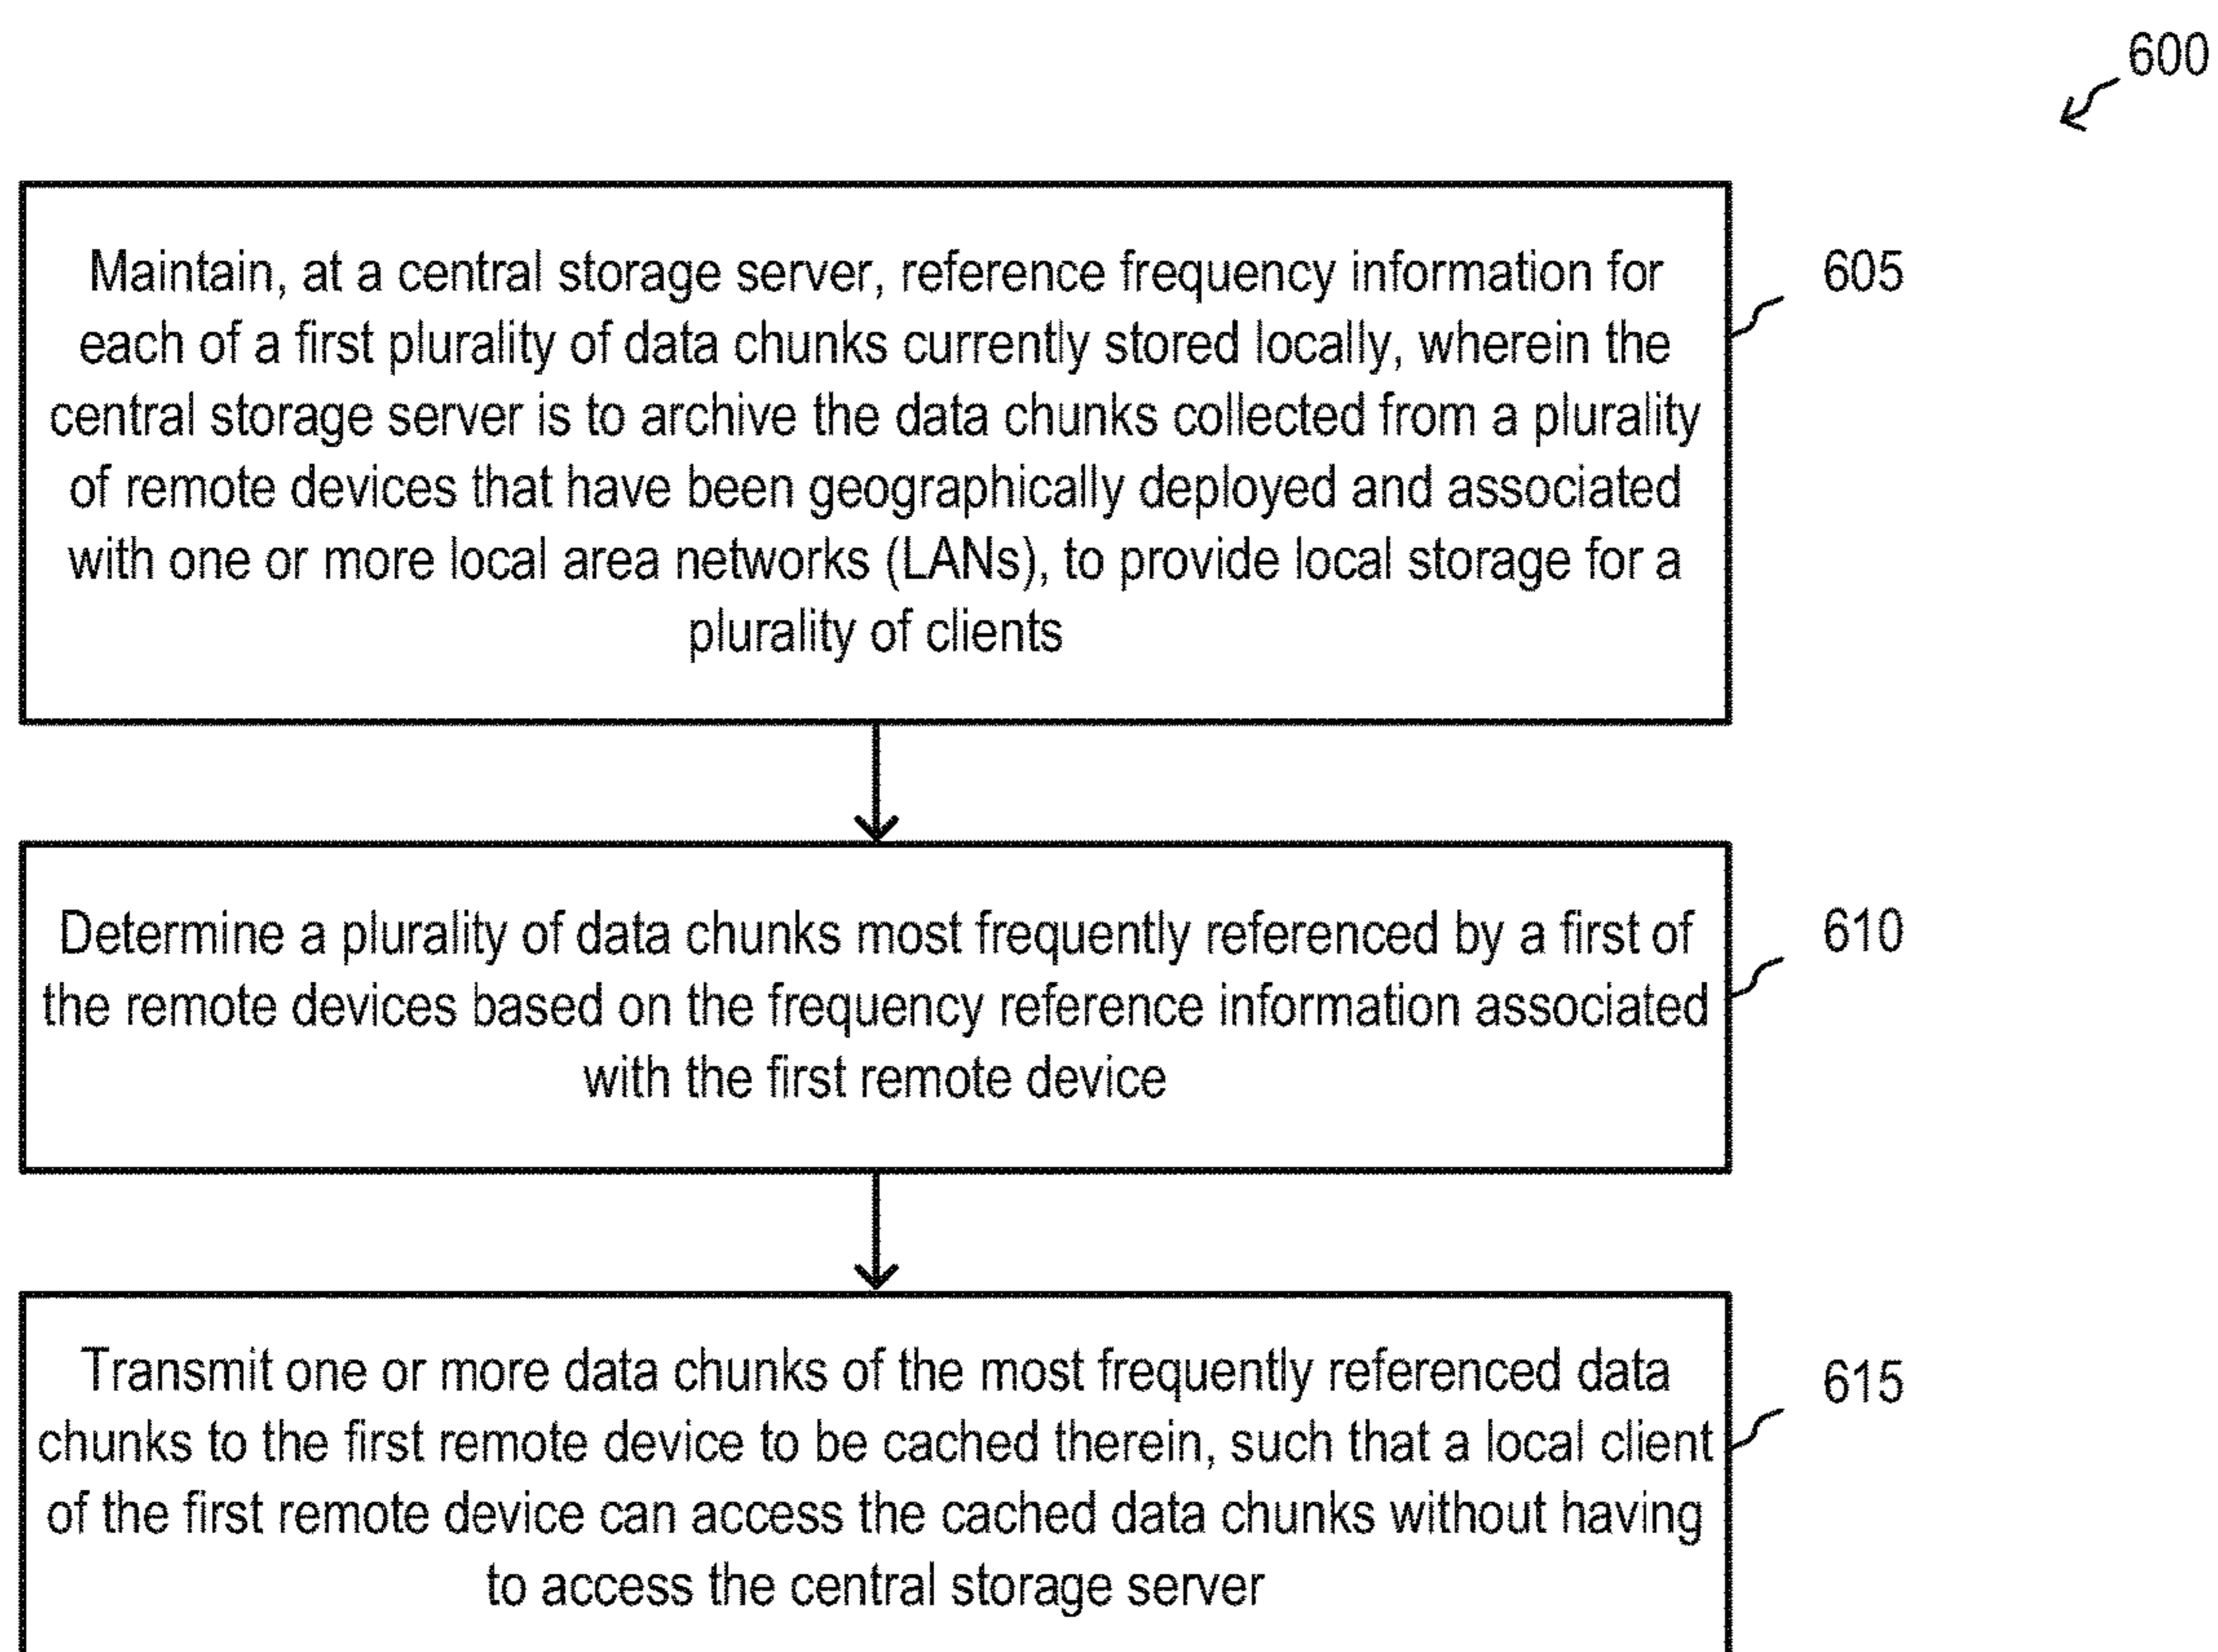 600
Maintain, at a central storage server, reference frequency information for
605
each of a first plurality of data chunks currently stored locally, wherein the
central storage server is to archive the data chunks collected from a plurality
of remote devices that have been geographically deployed and associated
with one or more local area networks (LANs), to provide local storage for a
plurality of clients
Determine a plurality of data chunks most frequently referenced by a first of
610
the remote devices based on the frequency reference information associated
with the first remote device
Transmit one or more data chunks of the most frequently referenced data
615
chunks to the first remote device to be cached therein, such that a local client
of the first remote device can access the cached data chunks without having
to access the central storage server